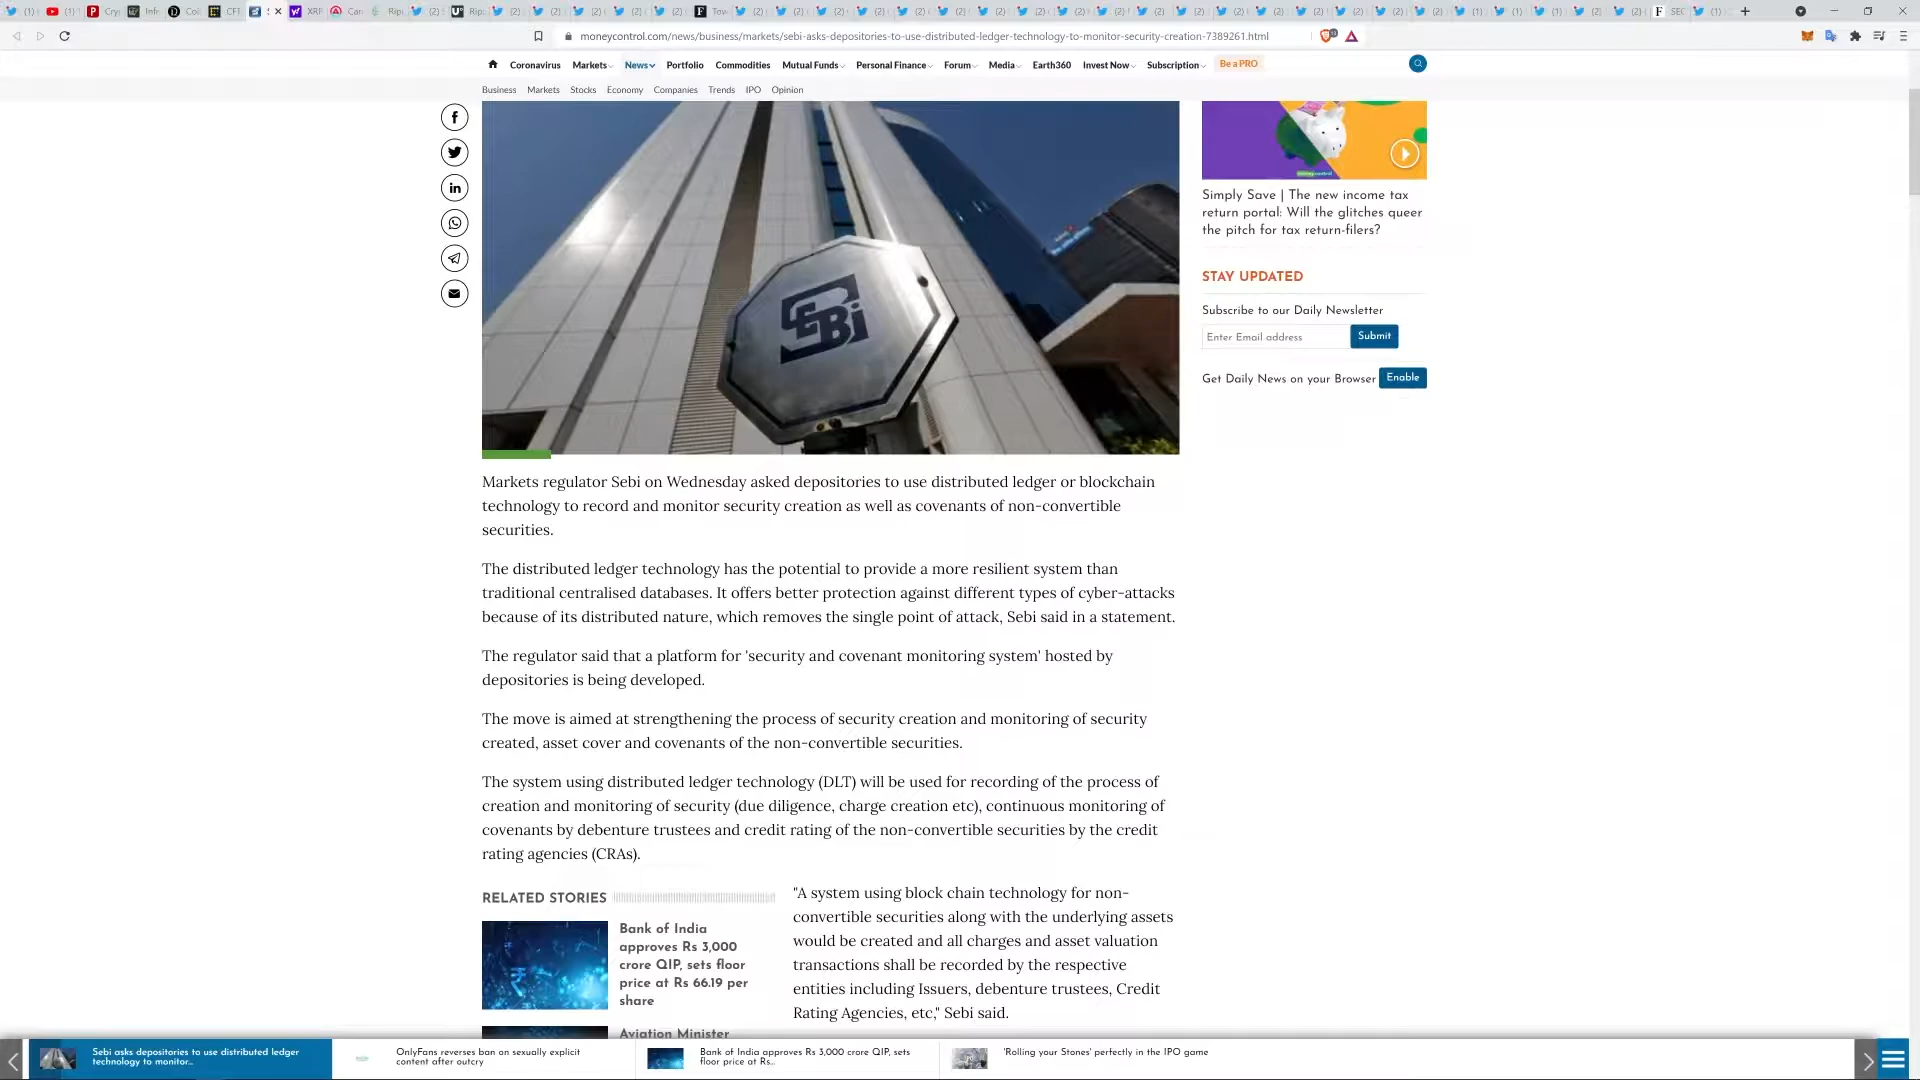 moneycontrol.com/news/business/markets/sebi-asks-depositories-to-use-distributed-ledger-technology-to-monitor-security-creation-7389261.html
Coronavirus Markets News Portfolio Commodities Mutual Funds Personal Finance Forum Media Earth360 Invest Now Subscription Be a PRO
Business Markets Stocks Economy Companies Trends IPO Opinion
SEBI
Simply Save | The new income tax
return portal: Will the glitches queer
the pitch for tax return-filers?
STAY UPDATED
Subscribe to our Daily Newsletter
Enter Email address Submit
Get Daily News on your Browser Enable
Markets regulator Sebi on Wednesday asked depositories to use distributed ledger or blockchain
technology to record and monitor security creation as well as covenants of non-convertible
securities.
The distributed ledger technology has the potential to provide a more resilient system than
traditional centralised databases. It offers better protection against different types of cyber-attacks
because of its distributed nature, which removes the single point of attack, Sebi said in a statement.
The regulator said that a platform for 'security and covenant monitoring system' hosted by
depositories is being developed.
The move is aimed at strengthening the process of security creation and monitoring of security
created, asset cover and covenants of the non-convertible securities.
The system using distributed ledger technology (DLT) will be used for recording of the process of
creation and monitoring of security (due diligence, charge creation etc), continuous monitoring of
covenants by debenture trustees and credit rating of the non-convertible securities by the credit
rating agencies (CRAs).
RELATED STORIES
Bank of India
approves Rs 3,000
crore QIP, sets floor
price at Rs 66.19 per
share
Aviation Minister
"A system using block chain technology for non-
convertible securities along with the underlying assets
would be created and all charges and asset valuation
transactions shall be recorded by the respective
entities including Issuers, debenture trustees, Credit
Rating Agencies, etc," Sebi said.
Sebi asks depositories to use distributed ledger
technology to monitor...
OnlyFans reverses ban on sexually explicit
content after outcry
Bank of India approves Rs 3,000 crore QIP, sets
floor price at Rs...
'Rolling your Stones' perfectly in the IPO game